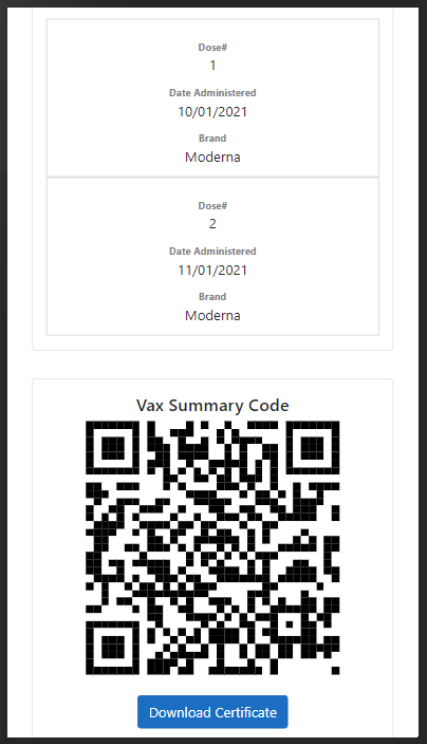 Dose#
1
Date Administered
10/01/2021
Brand
Moderna
Dose#
2
Date Administered
11/01/2021
Brand
Moderna
Vax Summary Code
Download Certificate